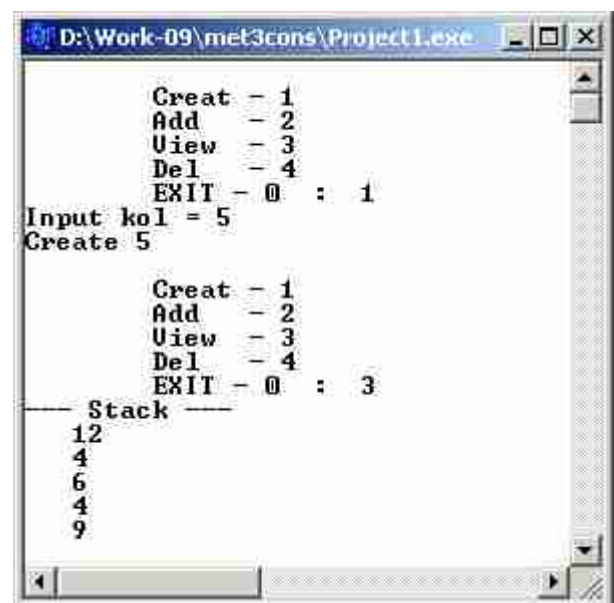 D:\Work-09\met3cons\Project1.exe
Creat - 1
Add - 2
View - 3
Del - 4
EXIT - 0 : 1
Input kol = 5
Create 5
Creat - 1
Add - 2
View - 3
Del - 4
EXIT - 0 : 3
--- Stack ---
12
4
6
4
9